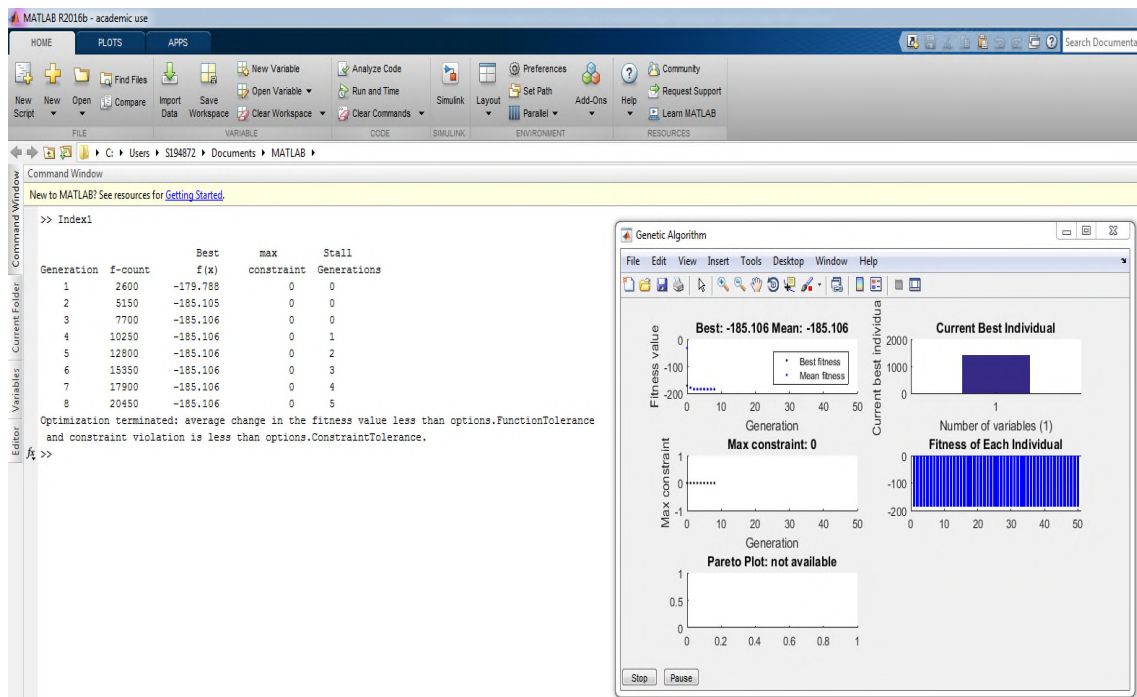 MATLAB R2016b - academic use
HOME PLOTS APPS
Search Documenta
New Script
New
Open
Find Files
Compare
Import Data
Save Workspace
New Variable
Open Variable
Clear Workspace
Analyze Code
Run and Time
Clear Commands
Simulink
Layout
Preferences
Set Path
Parallel
Add-Ons
Help
Community
Request Support
Learn MATLAB
FILE VARIABLE CODE SIMULINK ENVIRONMENT RESOURCES
C: Users S194872 Documents MATLAB
Command Window
New to MATLAB? See resources for Getting Started.
Command Window
Current Folder
Variables
Editor
>> Index1
Best max Stall
Generation f-count f(x) constraint Generations
1 2600 -179.788 0 0
2 5150 -185.105 0 0
3 7700 -185.106 0 0
4 10250 -185.106 0 1
5 12800 -185.106 0 2
6 15350 -185.106 0 3
7 17900 -185.106 0 4
8 20450 -185.106 0 5
Optimization terminated: average change in the fitness value less than options.FunctionTolerance
and constraint violation is less than options.ConstraintTolerance.
fx >>
Genetic Algorithm
File Edit View Insert Tools Desktop Window Help
Best: -185.106 Mean: -185.106
Fitness value
0
-100
-200
Best fitness
Mean fitness
0 10 20 30 40 50
Generation
Current Best Individual
Current best individua
2000
1000
0
1
Number of variables (1)
Max constraint: 0
Max constraint
1
0
-1
0 10 20 30 40 50
Generation
Fitness of Each Individual
0
-100
-200
0 10 20 30 40 50
Pareto Plot: not available
1
0.5
0
0 0.2 0.4 0.6 0.8 1
Stop Pause